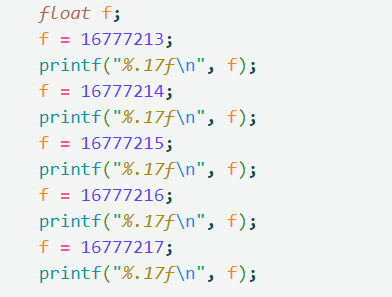 float f;
f = 16777213;
printf("%.17f\n", f);
f = 16777214;
printf("%.17f\n", f);
f = 16777215;
printf("%.17f\n", f);
f = 16777216;
printf("%.17f\n", f);
f = 16777217;
printf("%.17f\n", f);